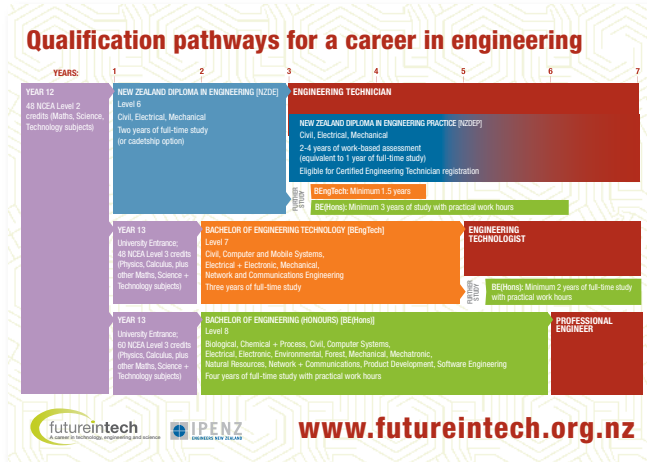 Qualification pathways for a career in engineering
YEARS: 1 2 3 4 5 6 7
YEAR 12
48 NCEA Level 2
credits (Maths, Science,
Technology subjects)
NEW ZEALAND DIPLOMA IN ENGINEERING [NZDE]
Level 6
Civil, Electrical, Mechanical
Two years of full-time study
(or cadetship option)
ENGINEERING TECHNICIAN
NEW ZEALAND DIPLOMA IN ENGINEERING PRACTICE [NZDEP]
Civil, Electrical, Mechanical
2-4 years of work-based assessment
(equivalent to 1 year of full-time study)
Eligible for Certified Engineering Technician registration
FURTHER
STUDY
BEngTech: Minimum 1.5 years
BE(Hons): Minimum 3 years of study with practical work hours
YEAR 13
University Entrance;
48 NCEA Level 3 credits
(Physics, Calculus, plus
other Maths, Science +
Technology subjects)
BACHELOR OF ENGINEERING TECHNOLOGY [BEngTech]
Level 7
Civil, Computer and Mobile Systems,
Electrical + Electronic, Mechanical,
Network and Communications Engineering
Three years of full-time study
ENGINEERING
TECHNOLOGIST
FURTHER
STUDY
BE(Hons): Minimum 2 years of full-time study
with practical work hours
YEAR 13
University Entrance;
60 NCEA Level 3 credits
(Physics, Calculus, plus
other Maths, Science +
Technology subjects)
BACHELOR OF ENGINEERING (HONOURS) [BE(Hons)]
Level 8
Biological, Chemical + Process, Civil, Computer Systems,
Electrical, Electronic, Environmental, Forest, Mechanical, Mechatronic,
Natural Resources, Network + Communications, Product Development, Software Engineering
Four years of full-time study with practical work hours
PROFESSIONAL
ENGINEER
futureintech
A career in technology, engineering and science
IPENZ
ENGINEERS NEW ZEALAND
www.futureintech.org.nz